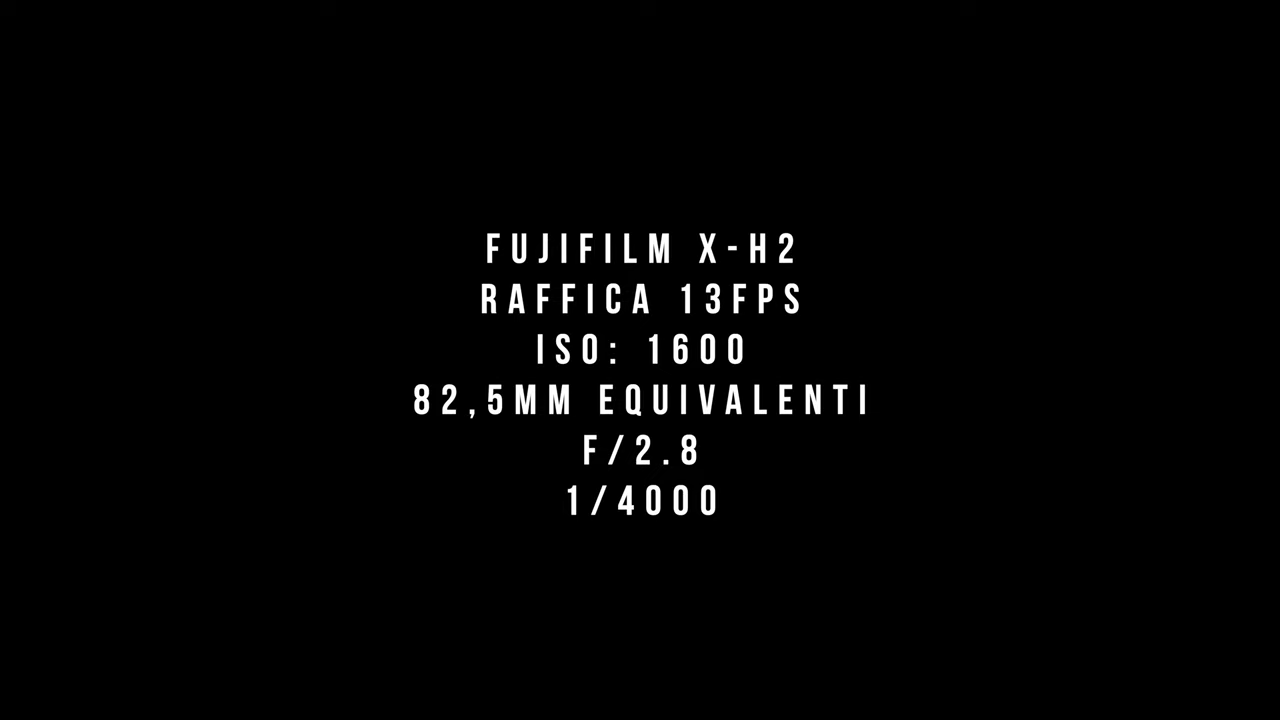 FUJIFILM X-H2
RAFFICA 13FPS
ISO: 1600
82,5MM EQUIVALENTI
F/2.8
1/4000